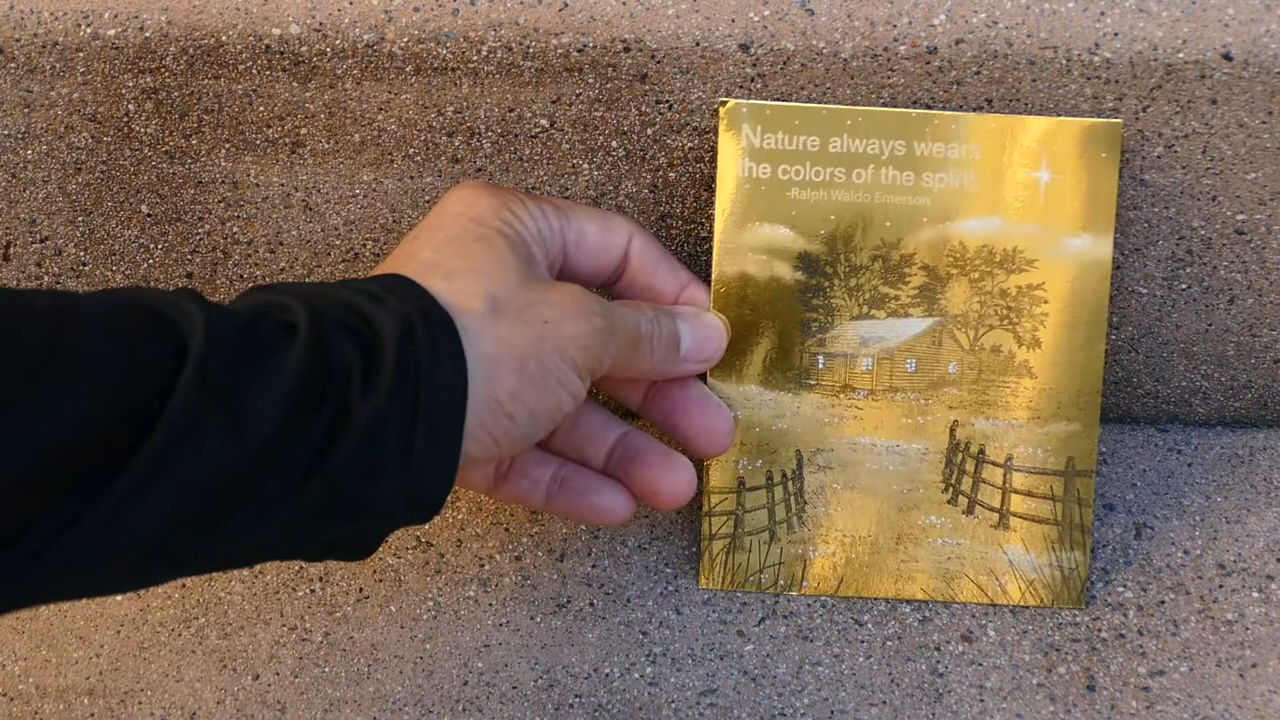 Nature always wears
the colors of the spirit.
-Ralph Waldo Emerson